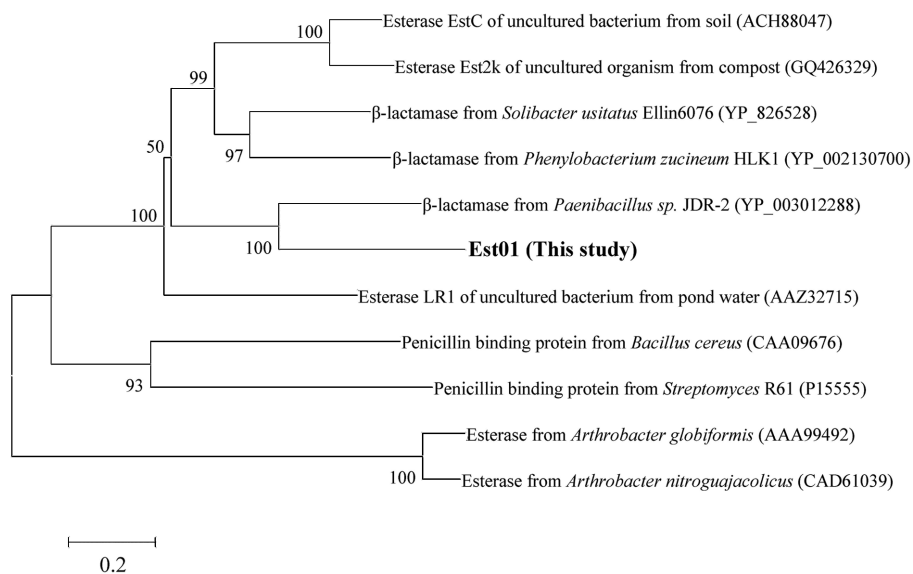 Esterase EstC of uncultured bacterium from soil (ACH88047)
100
Esterase Est2k of uncultured organism from compost (GQ426329)
99
β-lactamase from Solibacter usitatus Ellin6076 (YP_826528)
97
β-lactamase from Phenylobacterium zucineum HLK1 (YP_002130700)
50
β-lactamase from Paenibacillus sp. JDR-2 (YP_003012288)
100
100
Est01 (This study)
Esterase LR1 of uncultured bacterium from pond water (AAZ32715)
Penicillin binding protein from Bacillus cereus (CAA09676)
93
Penicillin binding protein from Streptomyces R61 (P15555)
Esterase from Arthrobacter globiformis (AAA99492)
100
Esterase from Arthrobacter nitroguajacolicus (CAD61039)
0.2